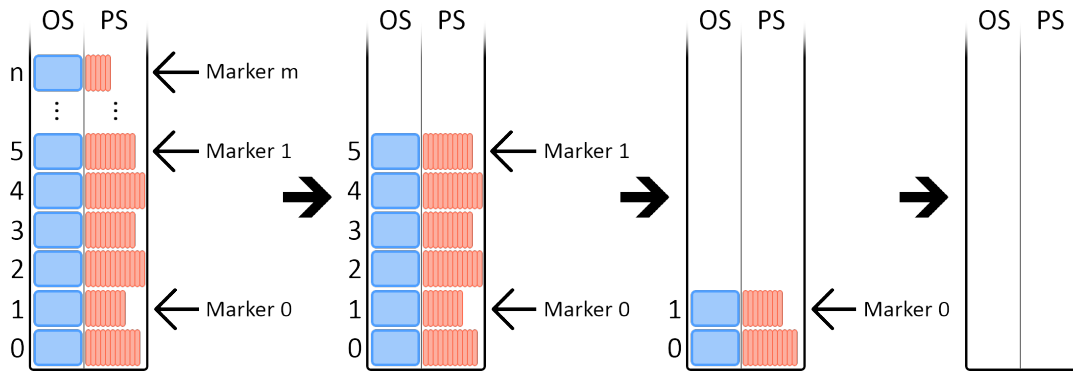 OS PS OS PS OS PS OS PS
n Marker m
⋮ ⋮
5 Marker 1 5 Marker 1
4 4
3 3
2 2
1 Marker 0 1 Marker 0 1 Marker 0
0 0 0